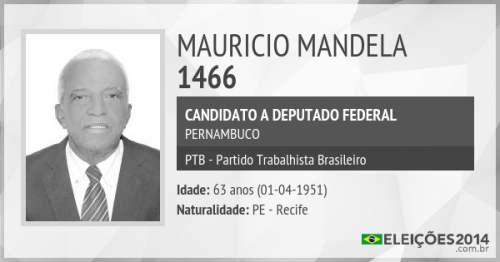 MAURICIO MANDELA
1466
CANDIDATO A DEPUTADO FEDERAL
PERNAMBUCO
PTB - Partido Trabalhista Brasileiro
Idade: 63 anos (01-04-1951)
Naturalidade: PE - Recife
ELEIÇÕES2014
.com.br